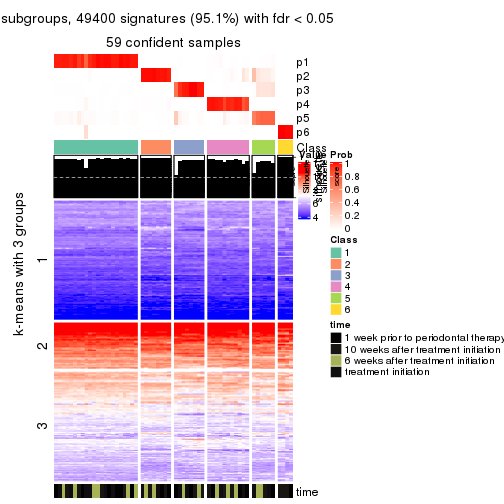 subgroups, 49400 signatures (95.1%) with fdr < 0.05
59 confident samples
p1
p2
p3
p4
p5
p6
Class
k-means with 3 groups
1
2
3
time
Value
4
Prob
1
0.8
0.6
0.4
0.2
0
Class
1
2
3
4
5
6
time
1 week prior to periodontal therapy
10 weeks after treatment initiation
6 weeks after treatment initiation
treatment initiation